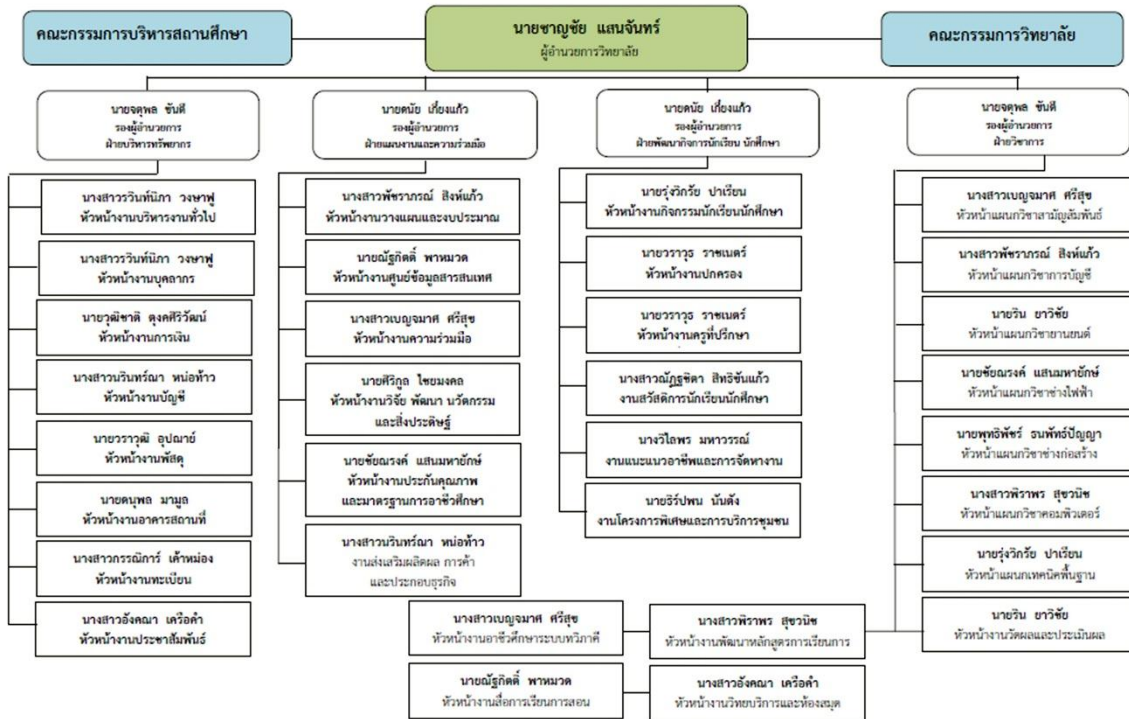 คณะกรรมการบริหารสถานศึกษา
นายชาญชัย แสนจันทร์
ผู้อำนวยการวิทยาลัย
คณะกรรมการวิทยาลัย
นายจตุพล ขันตี
รองผู้อำนวยการ
ฝ่ายบริหารทรัพยากร
นายดนัย เกี๋ยงแก้ว
รองผู้อำนวยการ
ฝ่ายแผนงานและความร่วมมือ
นายดนัย เกี๋ยงแก้ว
รองผู้อำนวยการ
ฝ่ายพัฒนากิจการนักเรียน นักศึกษา
นายจตุพล ขันตี
รองผู้อำนวยการ
ฝ่ายวิชาการ
นางสาววรินท์นิภา วงษาฟู
หัวหน้างานบริหารงานทั่วไป
นางสาววรินท์นิภา วงษาฟู
หัวหน้างานบุคลากร
นายวุฒิชาติ ตุงคศิริวัฒน์
หัวหน้างานการเงิน
นางสาวนรินทร์ณา หน่อท้าว
หัวหน้างานบัญชี
นายวราวุฒิ อุปณาย์
หัวหน้างานพัสดุ
นายดนุพล มามูล
หัวหน้างานอาคารสถานที่
นางสาวกรรณิการ์ เค้าหม่อง
หัวหน้างานทะเบียน
นางสาวอังคณา เครือคำ
หัวหน้างานประชาสัมพันธ์
นางสาวพัชราภรณ์ สิงห์แก้ว
หัวหน้างานวางแผนและงบประมาณ
นายณัฐกิตติ์ พาหมวด
หัวหน้างานศูนย์ข้อมูลสารสนเทศ
นางสาวเบญจมาศ ศรีสุข
หัวหน้างานความร่วมมือ
นายศิริกูล ไชยมงคล
หัวหน้างานวิจัย พัฒนา นวัตกรรม
และสิ่งประดิษฐ์
นายชัยณรงค์ แสนมหายักษ์
หัวหน้างานประกันคุณภาพ
และมาตรฐานการอาชีวศึกษา
นางสาวนรินทร์ณา หน่อท้าว
งานส่งเสริมผลิตผล การค้า
และประกอบธุรกิจ
นายรุ่งวิกรัย ปาเรียน
หัวหน้างานกิจกรรมนักเรียนนักศึกษา
นายวราวุธ ราชเนตร์
หัวหน้างานปกครอง
นายวราวุธ ราชเนตร์
หัวหน้างานครูที่ปรึกษา
นางสาวณัฏฐชิดา สิทธิขันแก้ว
งานสวัสดิการนักเรียนนักศึกษา
นางวิไลพร มหาวรรณ์
งานแนะแนวอาชีพและการจัดหางาน
นายธีร์ปพน นันต๊ง
งานโครงการพิเศษและการบริการชุมชน
นางสาวเบญจมาศ ศรีสุข
หัวหน้าแผนกวิชาสามัญสัมพันธ์
นางสาวพัชราภรณ์ สิงห์แก้ว
หัวหน้าแผนกวิชาการบัญชี
นายริน ยาวิชัย
หัวหน้าแผนกวิชายานยนต์
นายชัยณรงค์ แสนมหายักษ์
หัวหน้าแผนกวิชาช่างไฟฟ้า
นายพุทธิพัชร์ ธนพัทธ์ปัญญา
หัวหน้าแผนกวิชาช่างก่อสร้าง
นางสาวพิราพร สุขวนิช
หัวหน้าแผนกวิชาคอมพิวเตอร์
นายรุ่งวิกรัย ปาเรียน
หัวหน้าแผนกเทคนิคพื้นฐาน
นายริน ยาวิชัย
หัวหน้างานวัดผลและประเมินผล
นางสาวเบญจมาศ ศรีสุข
หัวหน้างานอาชีวศึกษาระบบทวิภาคี
นางสาวพิราพร สุขวนิช
หัวหน้างานพัฒนาหลักสูตรการเรียนการ
นายณัฐกิตติ์ พาหมวด
หัวหน้างานสื่อการเรียนการสอน
นางสาวอังคณา เครือคำ
หัวหน้างานวิทยบริการและห้องสมุด